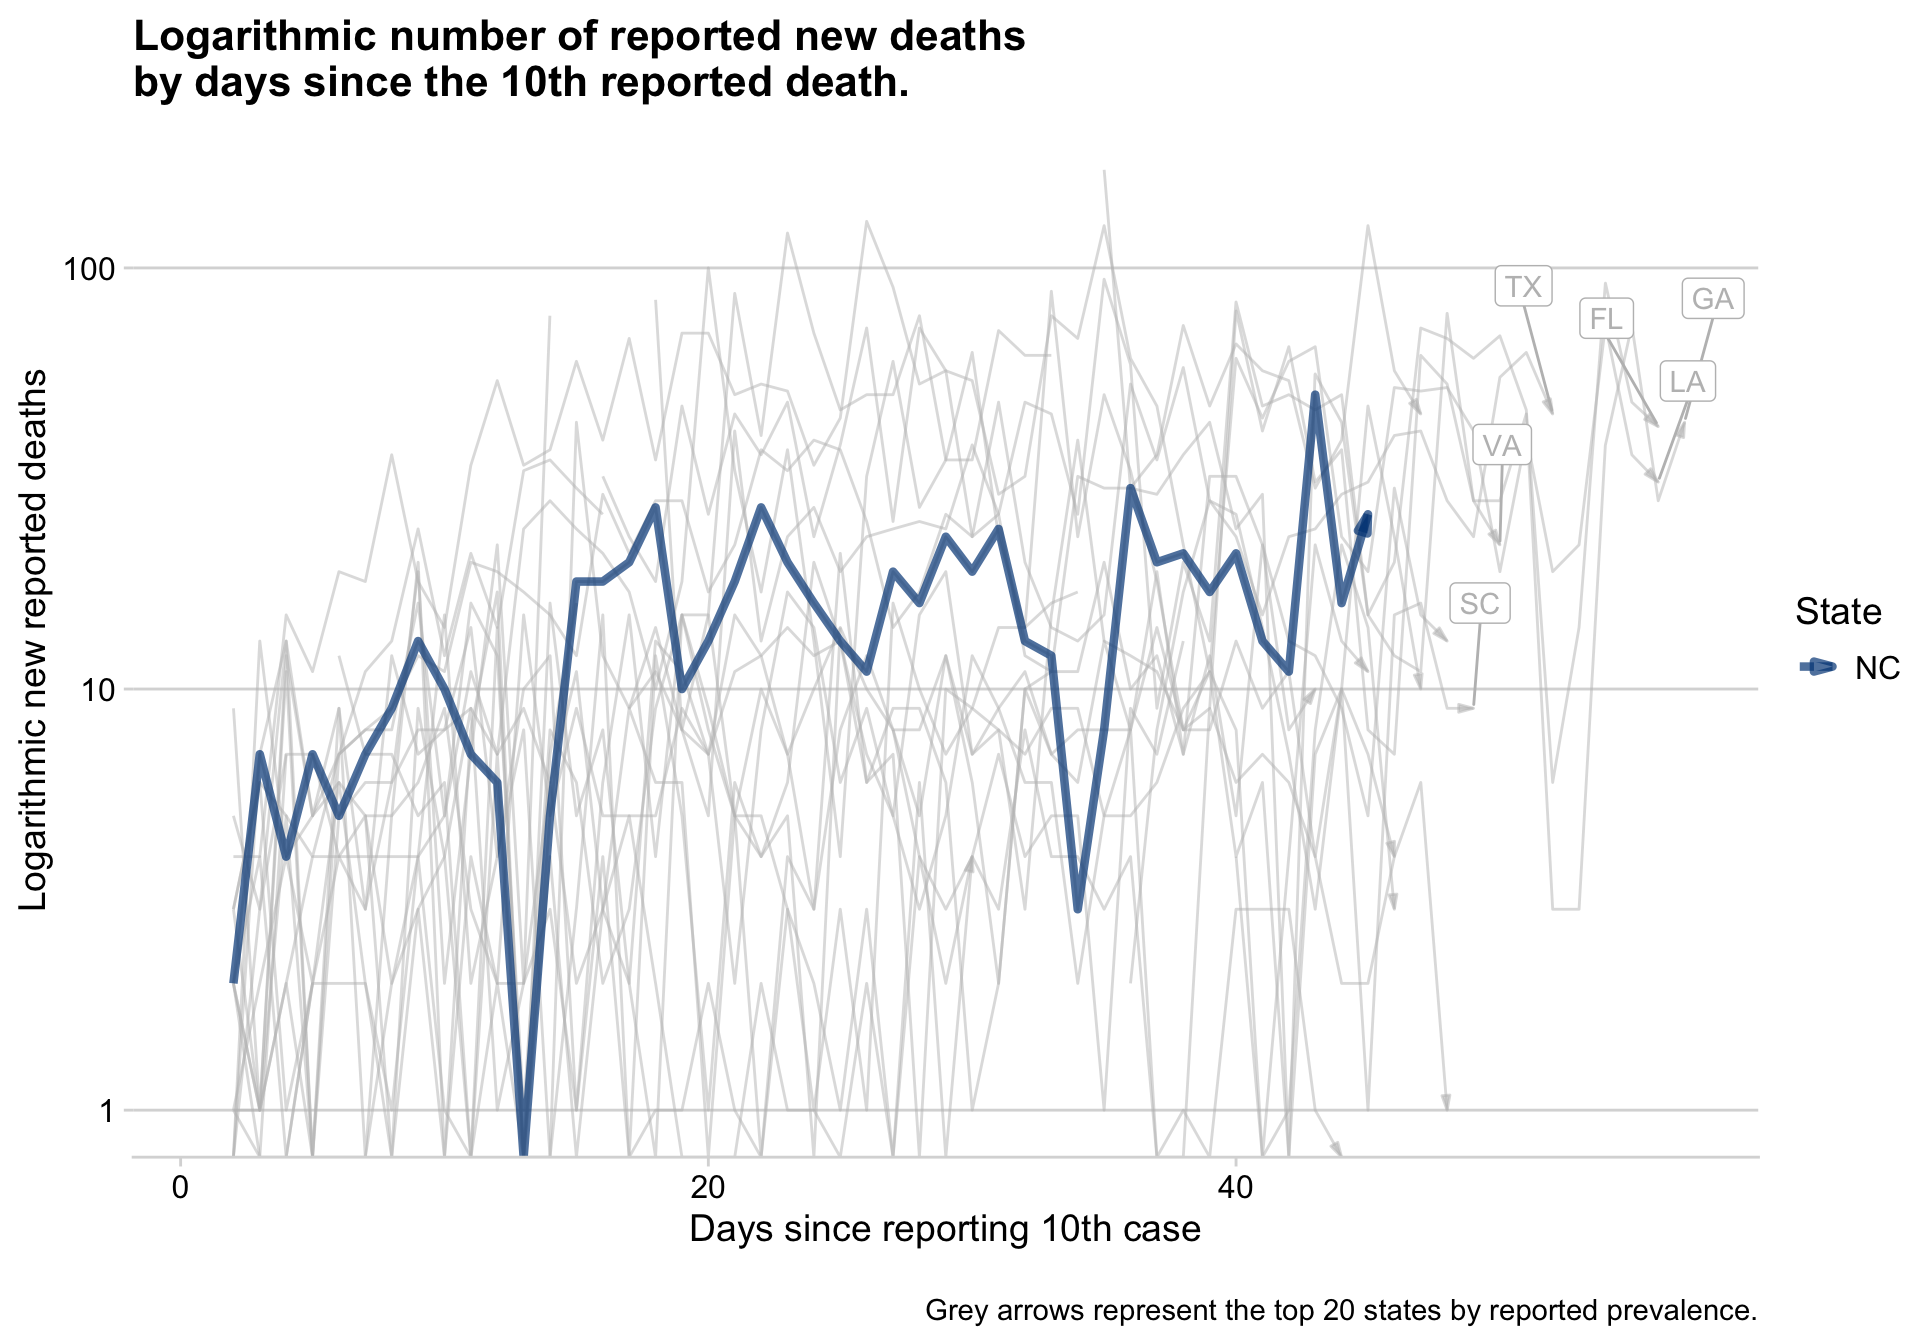 Logarithmic number of reported new deaths
by days since the 10th reported death.
Logarithmic new reported deaths
100
10
1
TX
FL
GA
LA
VA
SC
State
NC
0
20
40
Days since reporting 10th case
Grey arrows represent the top 20 states by reported prevalence.